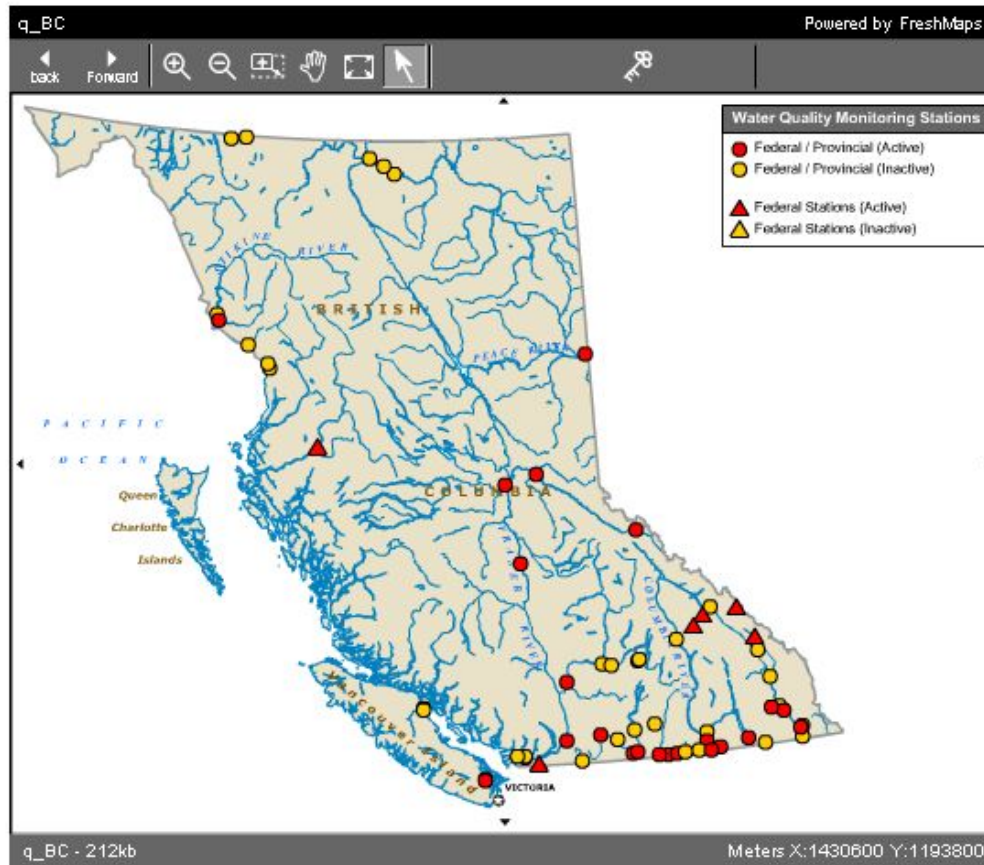 q_BC
Powered by FreshMaps
back
Forward
Water Quality Monitoring Stations
Federal / Provincial (Active)
Federal / Provincial (Inactive)
Federal Stations (Active)
Federal Stations (Inactive)
STIKINE RIVER
BRITISH
PEACE RIVER
PACIFIC
OCEAN
COLUMBIA
Queen
Charlotte
Islands
FRASER
RIVER
COLUMBIA RIVER
Vancouver Island
VICTORIA
q_BC - 212kb
Meters X:1430600 Y:1193800